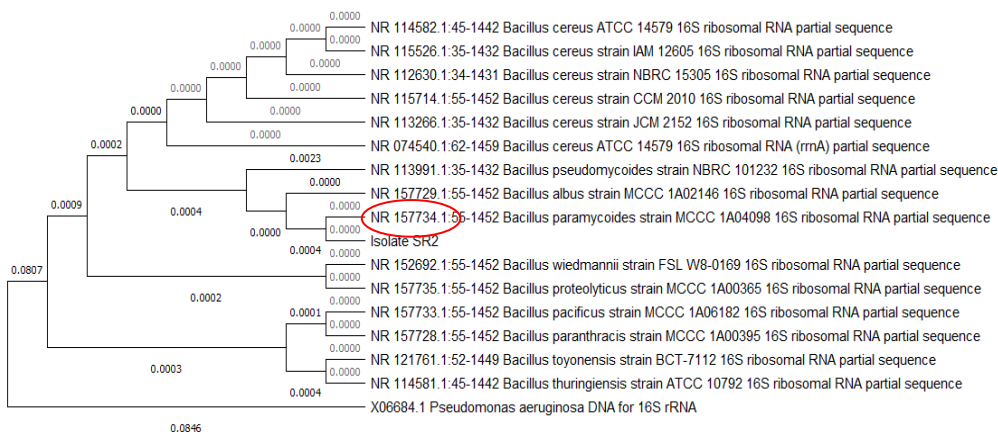 0.0000
NR 114582.1:45-1442 Bacillus cereus ATCC 14579 16S ribosomal RNA partial sequence
0.0000
0.0000
NR 115526.1:35-1432 Bacillus cereus strain IAM 12605 16S ribosomal RNA partial sequence
0.0000
0.0000
NR 112630.1:34-1431 Bacillus cereus strain NBRC 15305 16S ribosomal RNA partial sequence
0.0000
0.0000
NR 115714.1:55-1452 Bacillus cereus strain CCM 2010 16S ribosomal RNA partial sequence
0.0000
0.0000
NR 113266.1:35-1432 Bacillus cereus strain JCM 2152 16S ribosomal RNA partial sequence
0.0000
0.0002
NR 074540.1:62-1459 Bacillus cereus ATCC 14579 16S ribosomal RNA (rrnA) partial sequence
0.0023
NR 113991.1:35-1432 Bacillus pseudomycoides strain NBRC 101232 16S ribosomal RNA partial sequence
0.0000
NR 157729.1:55-1452 Bacillus albus strain MCCC 1A02146 16S ribosomal RNA partial sequence
0.0009
0.0004
0.0000
NR 157734.1:55-1452 Bacillus paramycoides strain MCCC 1A04098 16S ribosomal RNA partial sequence
0.0000
0.0000
Isolate SR2
0.0004
0.0000
NR 152692.1:55-1452 Bacillus wiedmannii strain FSL W8-0169 16S ribosomal RNA partial sequence
0.0807
0.0000
NR 157735.1:55-1452 Bacillus proteolyticus strain MCCC 1A00365 16S ribosomal RNA partial sequence
0.0002
0.0000
NR 157733.1:55-1452 Bacillus pacificus strain MCCC 1A06182 16S ribosomal RNA partial sequence
0.0001
0.0000
NR 157728.1:55-1452 Bacillus paranthracis strain MCCC 1A00395 16S ribosomal RNA partial sequence
0.0000
NR 121761.1:52-1449 Bacillus toyonensis strain BCT-7112 16S ribosomal RNA partial sequence
0.0003
0.0000
NR 114581.1:45-1442 Bacillus thuringiensis strain ATCC 10792 16S ribosomal RNA partial sequence
0.0004
X06684.1 Pseudomonas aeruginosa DNA for 16S rRNA
0.0846